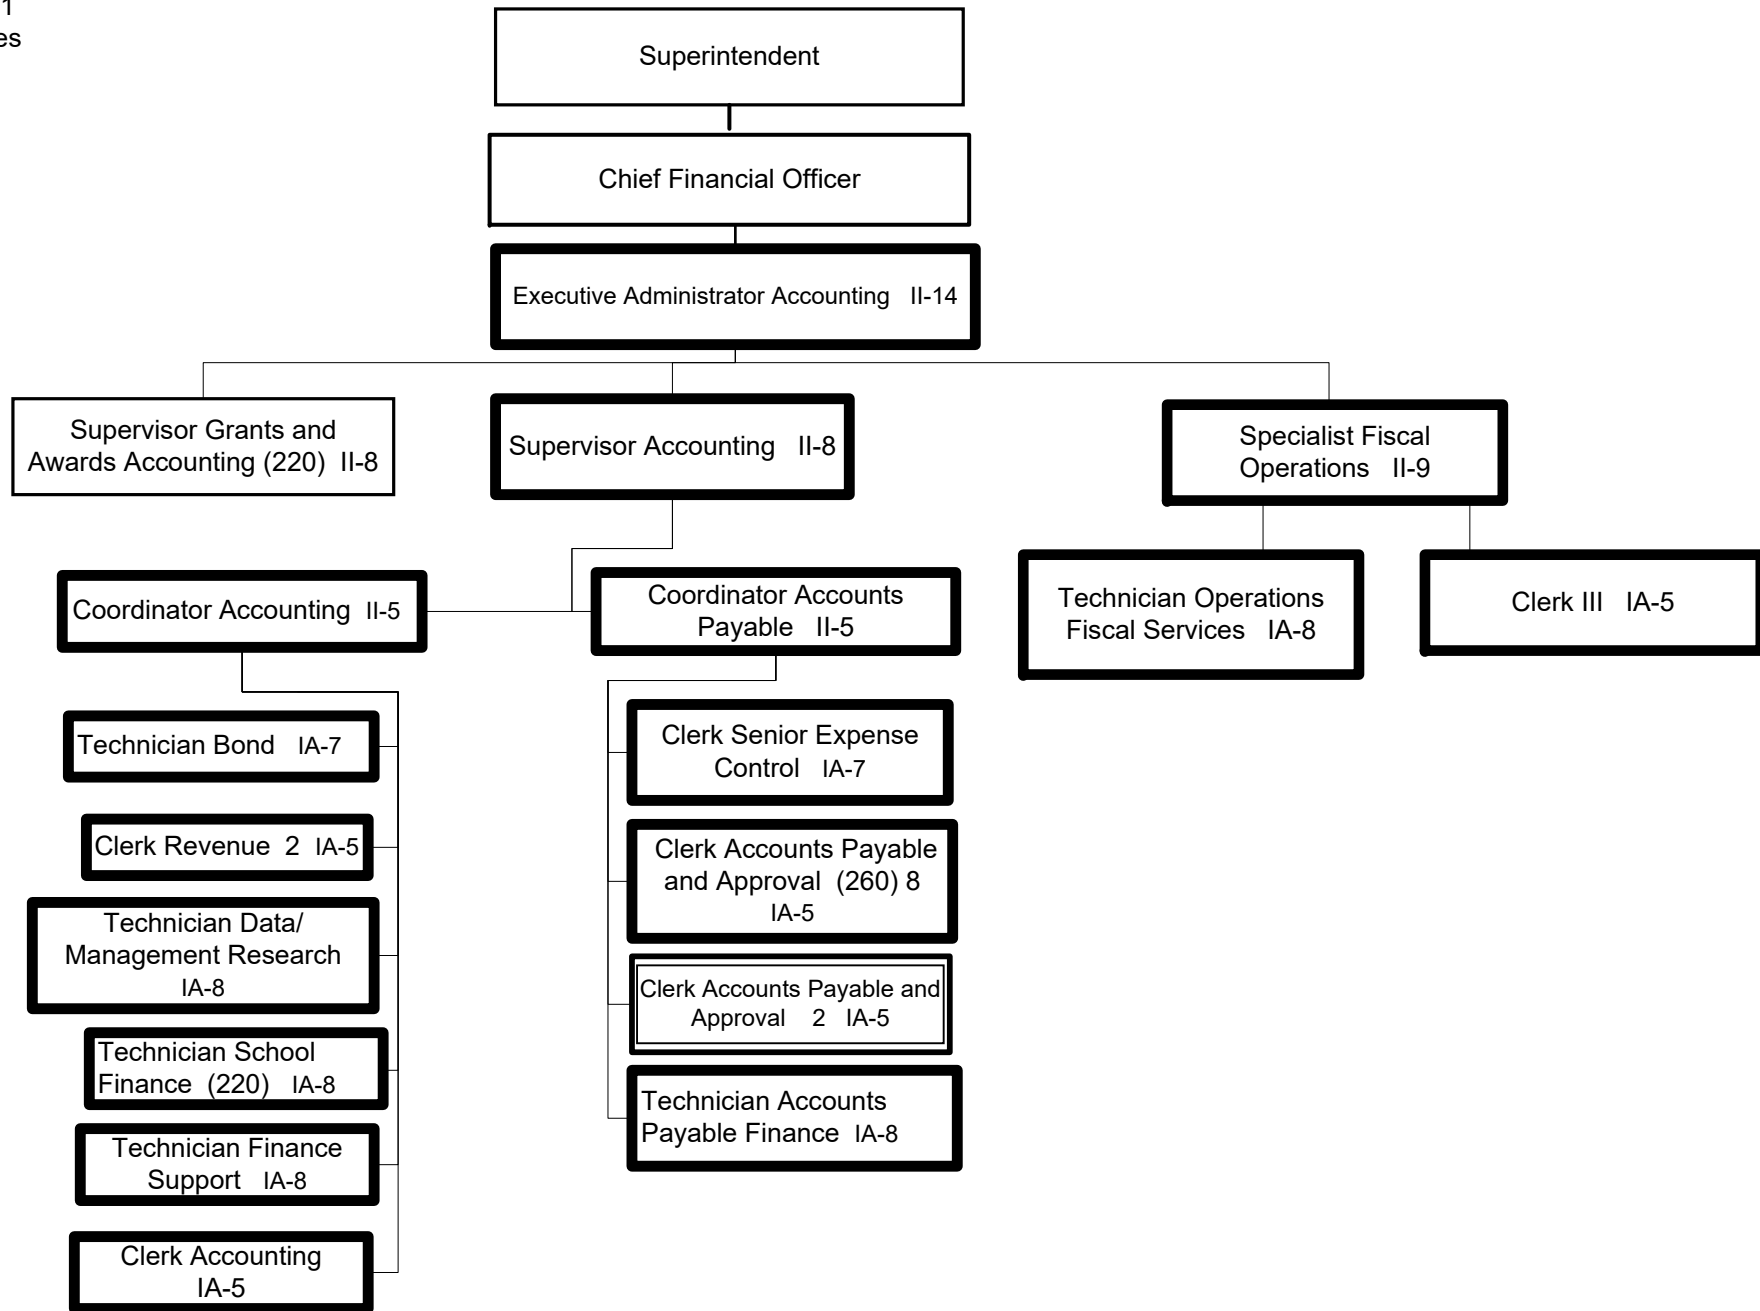 1
es
Superintendent
Chief Financial Officer
Executive Administrator Accounting II-14
Supervisor Grants and
Awards Accounting (220) II-8
Supervisor Accounting II-8
Specialist Fiscal
Operations II-9
Coordinator Accounting II-5
Coordinator Accounts
Payable II-5
Technician Operations
Fiscal Services IA-8
Clerk III IA-5
Technician Bond IA-7
Clerk Revenue 2 IA-5
Technician Data/
Management Research
IA-8
Technician School
Finance (220) IA-8
Technician Finance
Support IA-8
Clerk Accounting
IA-5
Clerk Senior Expense
Control IA-7
Clerk Accounts Payable
and Approval (260) 8
IA-5
Clerk Accounts Payable and
Approval 2 IA-5
Technician Accounts
Payable Finance IA-8